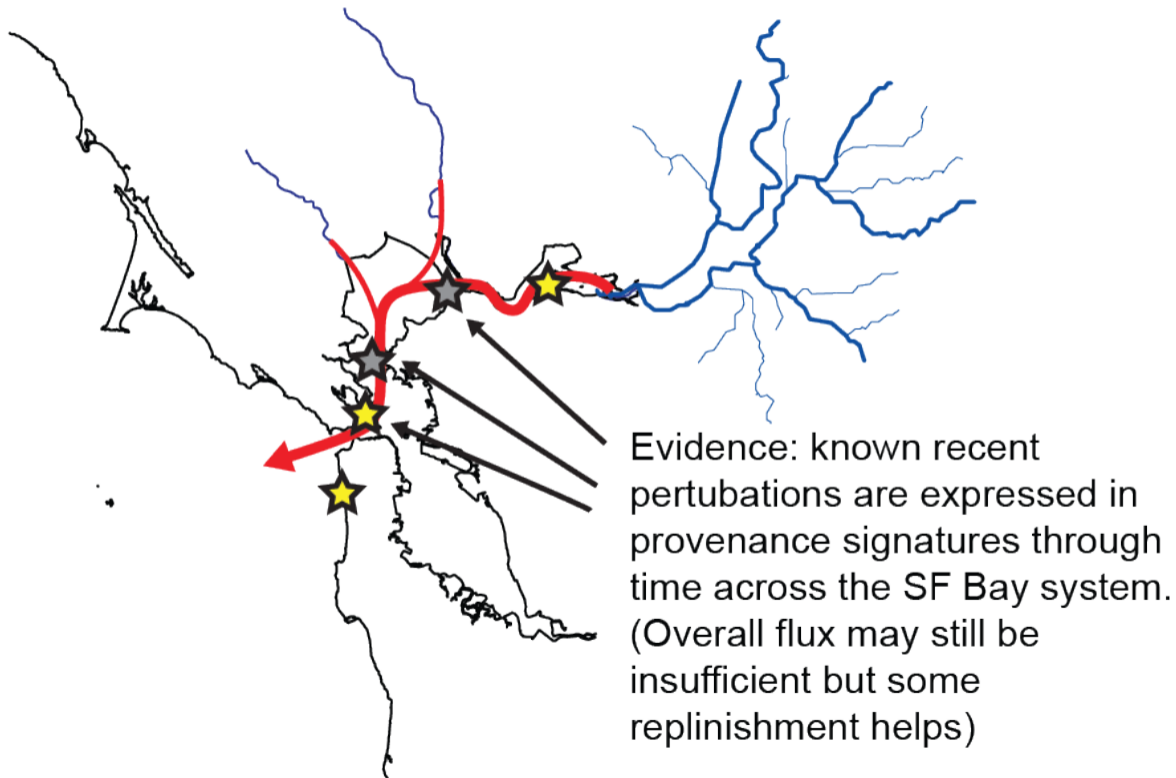 Evidence: known recent
pertubations are expressed in
provenance signatures through
time across the SF Bay system.
(Overall flux may still be
insufficient but some
replinishment helps)